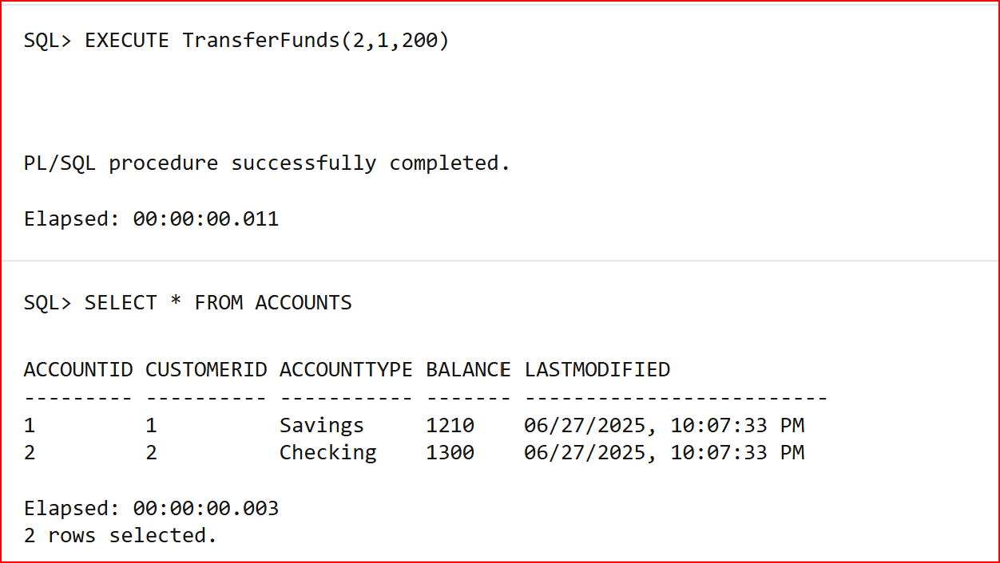 SQL> EXECUTE TransferFunds(2,1,200)
PL/SQL procedure successfully completed.
Elapsed: 00:00:00.011
SQL> SELECT * FROM ACCOUNTS
ACCOUNTID CUSTOMERID ACCOUNTTYPE BALANCE LASTMODIFIED
--------- ---------- ----------- ------- -------------------------
1         1          Savings     1210    06/27/2025, 10:07:33 PM
2         2          Checking    1300    06/27/2025, 10:07:33 PM
Elapsed: 00:00:00.003
2 rows selected.